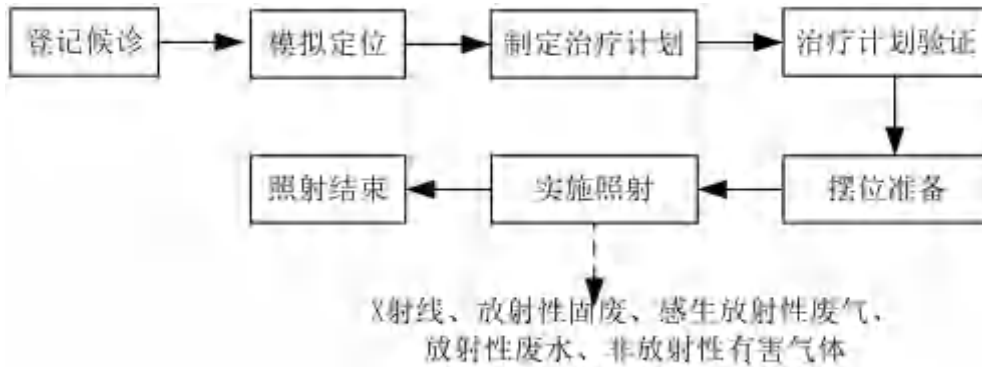 登记候诊
模拟定位
制定治疗计划
治疗计划验证
摆位准备
实施照射
照射结束
X射线、放射性固废、感生放射性废气、
放射性废水、非放射性有害气体